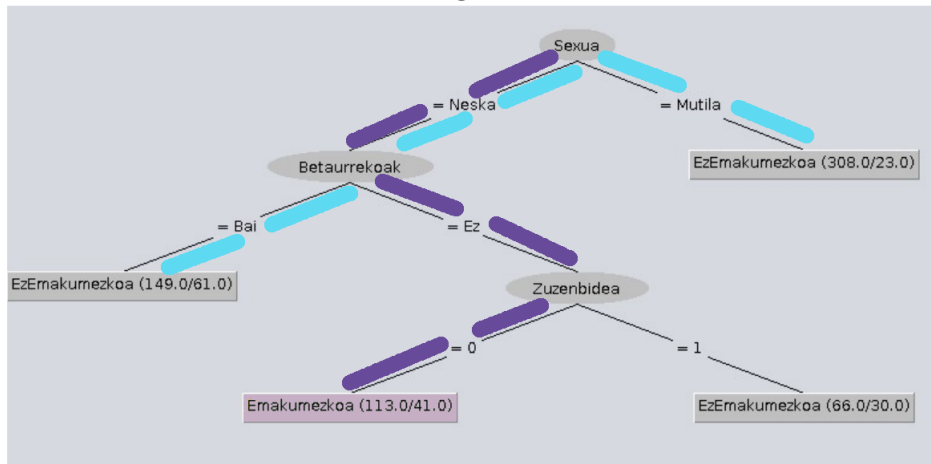 Sexua
= Neska
= Mutila
Betaurrekoak
EzEmakumezkoa (308.0/23.0)
= Bai
= Ez
EzEmakumezkoa (149.0/61.0)
Zuzenbidea
= 0
= 1
Emakumezkoa (113.0/41.0)
EzEmakumezkoa (66.0/30.0)